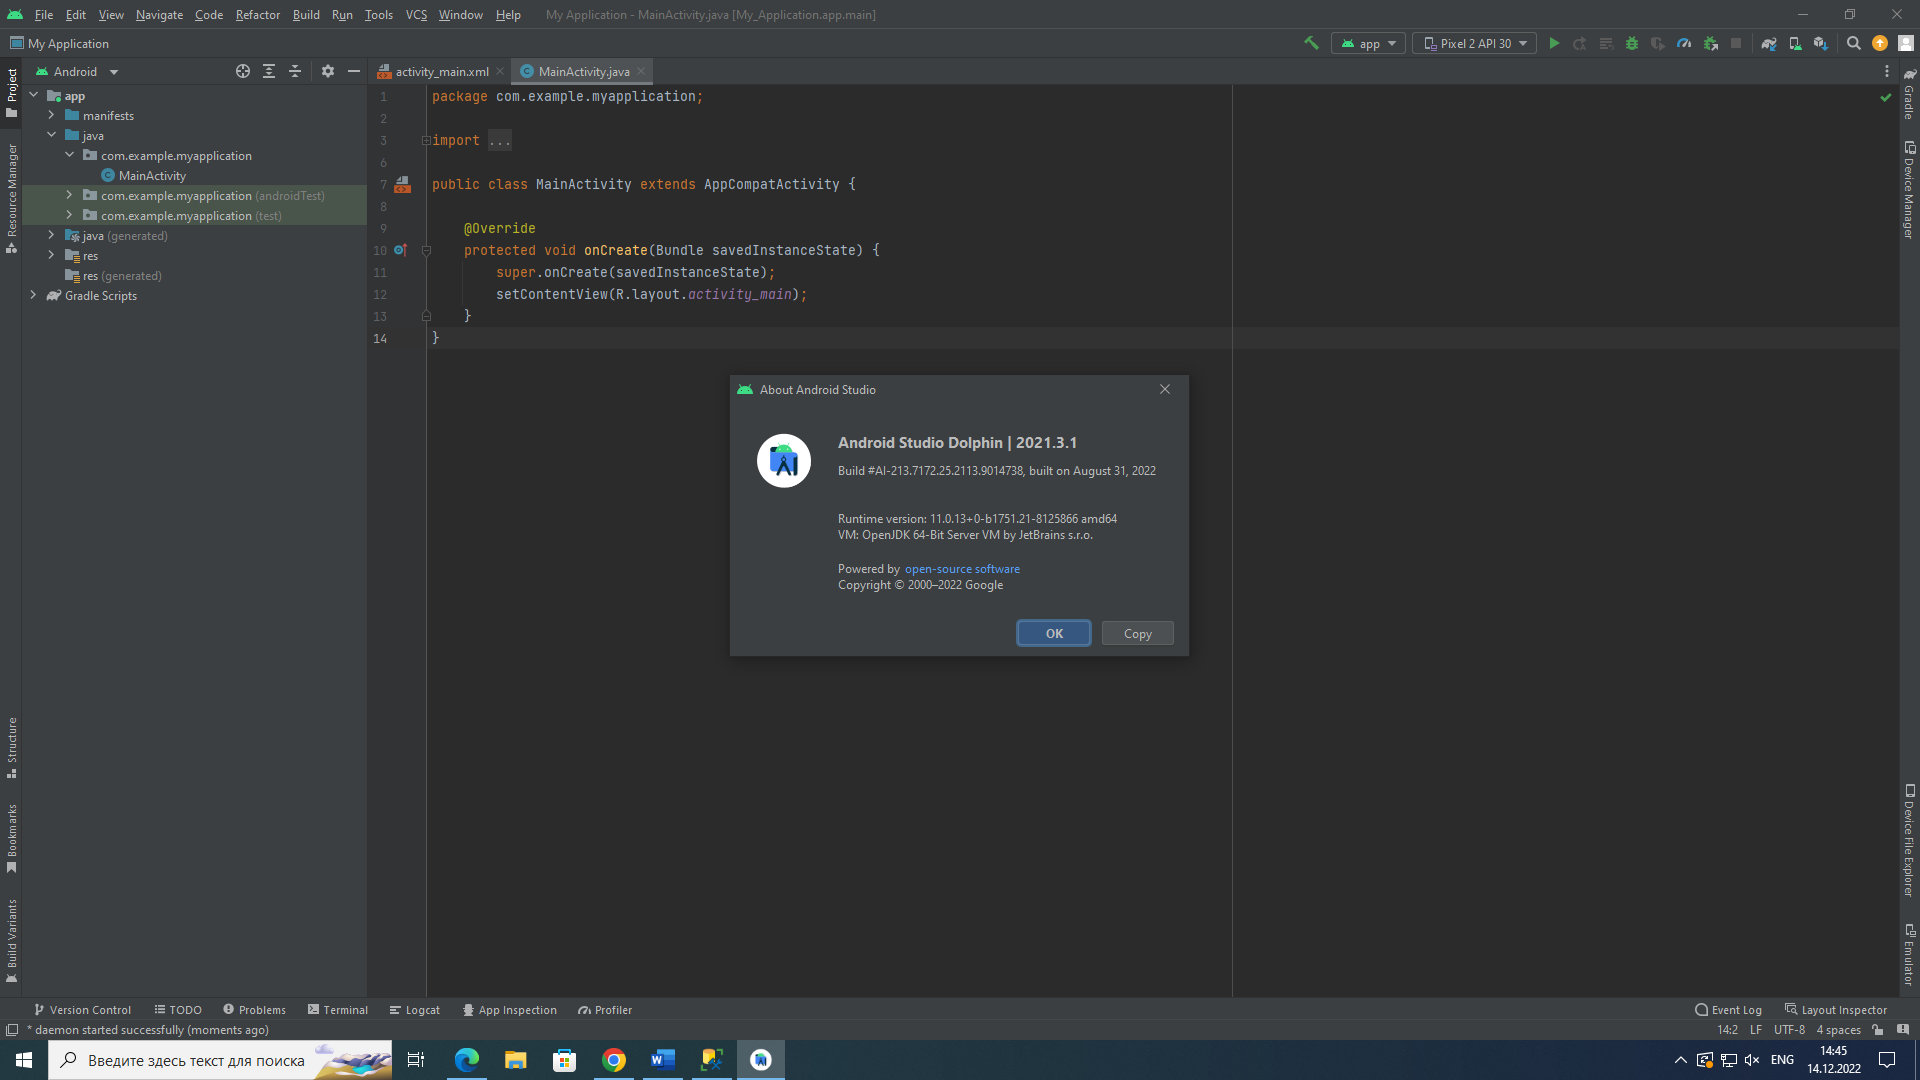 File Edit View Navigate Code Refactor Build Run Tools VCS Window Help My Application - MainActivity.java [My_Application.app.main]
My Application app Pixel 2 API 30
Project
Android
activity_main.xml
MainActivity.java
app
manifests
java
com.example.myapplication
MainActivity
com.example.myapplication (androidTest)
com.example.myapplication (test)
java (generated)
res
res (generated)
Gradle Scripts
Resource Manager
Structure
Bookmarks
Build Variants
1 package com.example.myapplication;
2
3 import ...
6
7 public class MainActivity extends AppCompatActivity {
8
9 @Override
10 protected void onCreate(Bundle savedInstanceState) {
11 super.onCreate(savedInstanceState);
12 setContentView(R.layout.activity_main);
13 }
14 }
About Android Studio
Android Studio Dolphin | 2021.3.1
Build #AI-213.7172.25.2113.9014738, built on August 31, 2022
Runtime version: 11.0.13+0-b1751.21-8125866 amd64
VM: OpenJDK 64-Bit Server VM by JetBrains s.r.o.
Powered by open-source software
Copyright © 2000–2022 Google
OK Copy
Gradle
Device Manager
Device File Explorer
Emulator
Version Control TODO Problems Terminal Logcat App Inspection Profiler Event Log Layout Inspector
* daemon started successfully (moments ago) 14:2 LF UTF-8 4 spaces
Введите здесь текст для поиска
ENG
14:45
14.12.2022